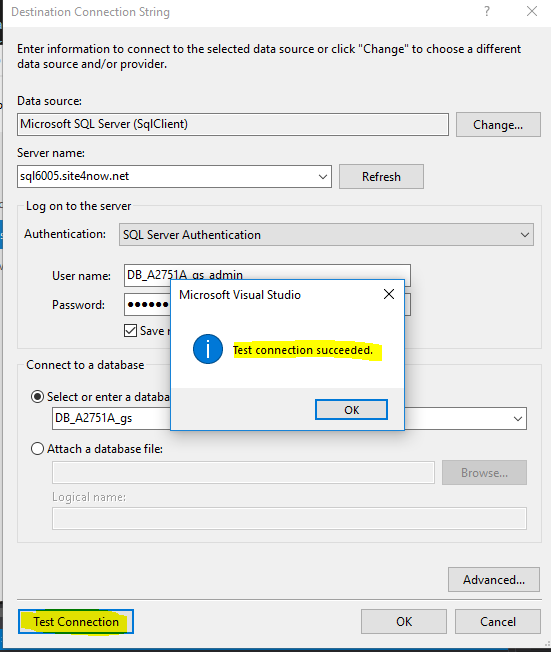 Destination Connection String
Enter information to connect to the selected data source or click "Change" to choose a different
data source and/or provider.
Data source:
Microsoft SQL Server (SqlClient)
Change...
Server name:
sql6005.site4now.net
Refresh
Log on to the server
Authentication:
SQL Server Authentication
User name:
DB_A2751A_gs_admin
Password:
Save
Microsoft Visual Studio
Test connection succeeded.
OK
Connect to a database
Select or enter a
DB_A2751A_gs
Attach a database file:
Browse...
Logical name:
Advanced...
Test Connection
OK
Cancel